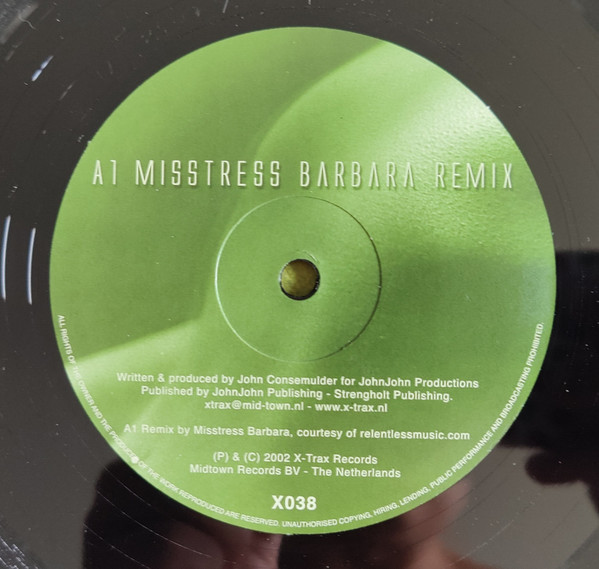 A1 MISSTRESS BARBARA REMIX
Written & produced by John Consemulder for JohnJohn Productions
Published by JohnJohn Publishing - Strengholt Publishing.
xtrax@mid-town.nl - www.x-trax.nl
A1 Remix by Misstress Barbara, courtesy of relentlessmusic.com
(P) & (C) 2002 X-Trax Records
Midtown Records BV - The Netherlands
X038
ALL RIGHTS OF THE OWNER AND THE PRODUCER OF THE WORK REPRODUCED ARE RESERVED. UNAUTHORISED COPYING, HIRING, LENDING, PUBLIC PERFORMANCE AND BROADCASTING PROHIBITED.